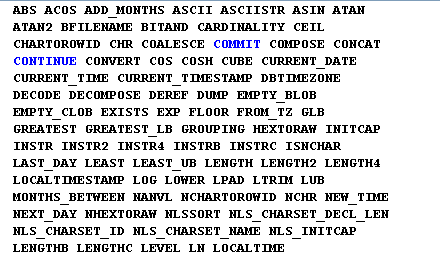 ABS ACOS ADD_MONTHS ASCII ASCIISTR ASIN ATAN
ATAN2 BFILENAME BITAND CARDINALITY CEIL
CHARTOROWID CHR COALESCE COMMIT COMPOSE CONCAT
CONTINUE CONVERT COS COSH CUBE CURRENT_DATE
CURRENT_TIME CURRENT_TIMESTAMP DBTIMEZONE
DECODE DECOMPOSE DEREF DUMP EMPTY_BLOB
EMPTY_CLOB EXISTS EXP FLOOR FROM_TZ GLB
GREATEST GREATEST_LB GROUPING HEXTORAW INITCAP
INSTR INSTR2 INSTR4 INSTRB INSTRC ISNCHAR
LAST_DAY LEAST LEAST_UB LENGTH LENGTH2 LENGTH4
LOCALTIMESTAMP LOG LOWER LPAD LTRIM LUB
MONTHS_BETWEEN NANVL NCHARTOROWID NCHR NEW_TIME
NEXT_DAY NHEXTORAW NLSSORT NLS_CHARSET_DECL_LEN
NLS_CHARSET_ID NLS_CHARSET_NAME NLS_INITCAP
LENGTHB LENGTHC LEVEL LN LOCALTIME